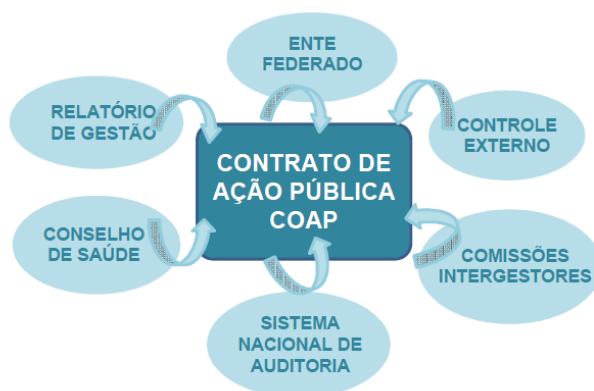 ENTE
FEDERADO
RELATÓRIO
DE GESTÃO
CONTROLE
EXTERNO
CONTRATO DE
AÇÃO PÚBLICA
COAP
CONSELHO
DE SAÚDE
COMISSÕES
INTERGESTORES
SISTEMA
NACIONAL DE
AUDITORIA